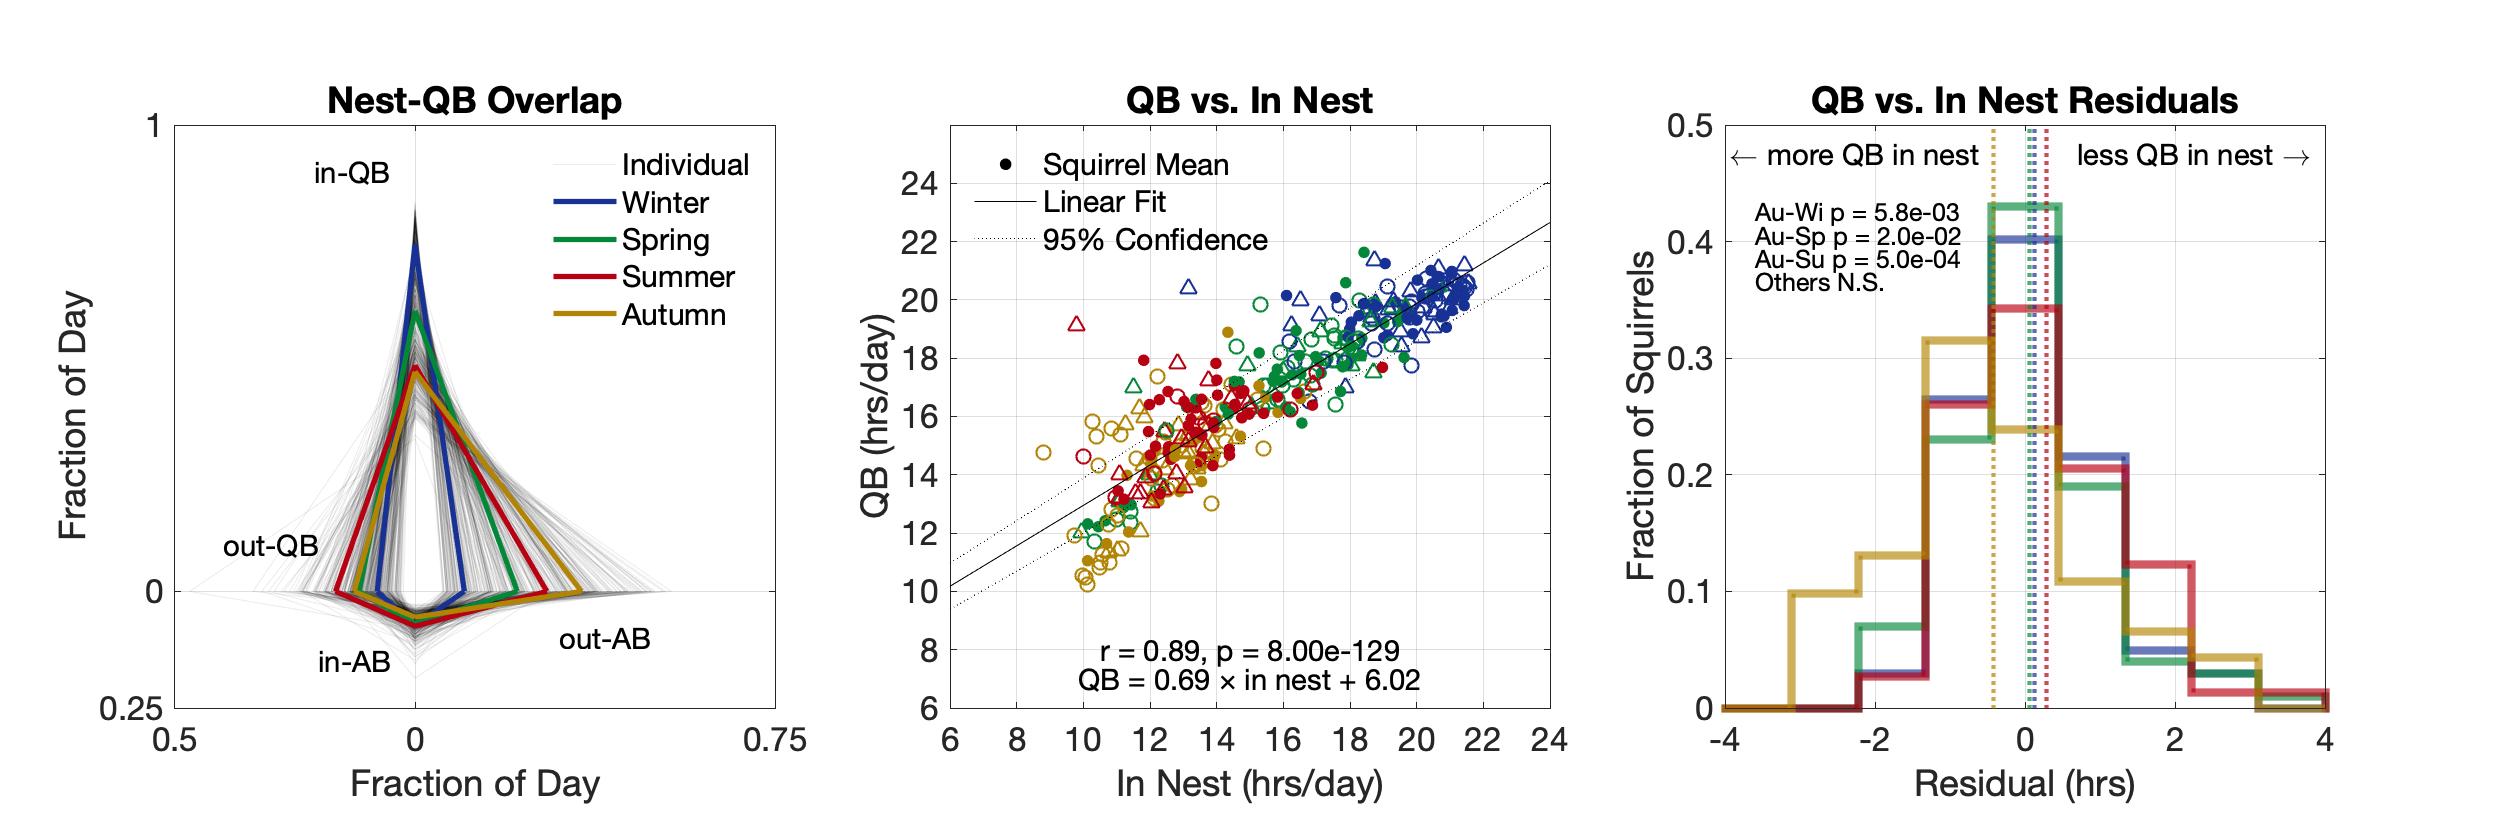 Nest-QB Overlap
1
0
0.25
Fraction of Day
in-QB
out-QB
in-AB
out-AB
Individual
Winter
Spring
Summer
Autumn
0.5
0
0.75
Fraction of Day
QB vs. In Nest
Squirrel Mean
Linear Fit
95% Confidence
24
22
20
18
16
14
12
10
8
6
QB (hrs/day)
r = 0.89, p = 8.00e-129
QB = 0.69 × in nest + 6.02
6 8 10 12 14 16 18 20 22 24
In Nest (hrs/day)
QB vs. In Nest Residuals
0.5
0.4
0.3
0.2
0.1
0
Fraction of Squirrels
← more QB in nest
less QB in nest →
Au-Wi p = 5.8e-03
Au-Sp p = 2.0e-02
Au-Su p = 5.0e-04
Others N.S.
-4 -2 0 2 4
Residual (hrs)